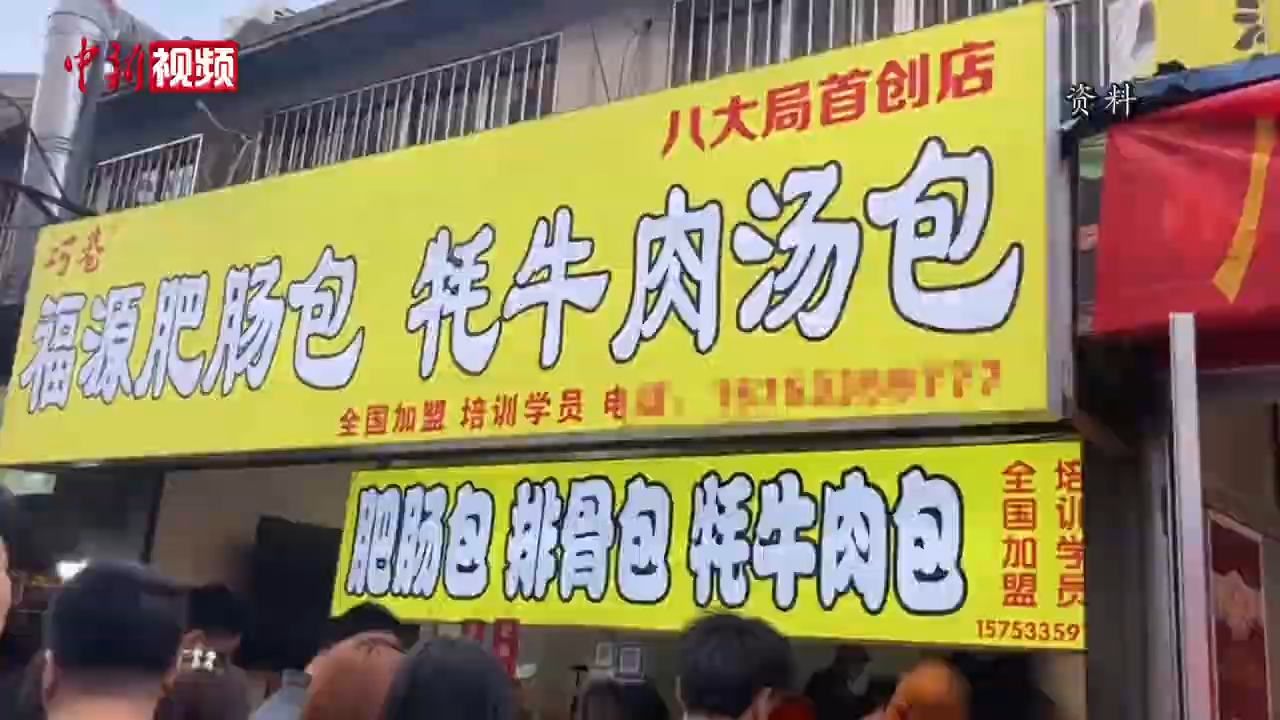 中新视频
资料
八大局首创店
巧巷
福源肥肠包 牦牛肉汤包
全国加盟 培训学员 电
肥肠包 排骨包 牦牛肉包
全国加盟
培训学员
15753359